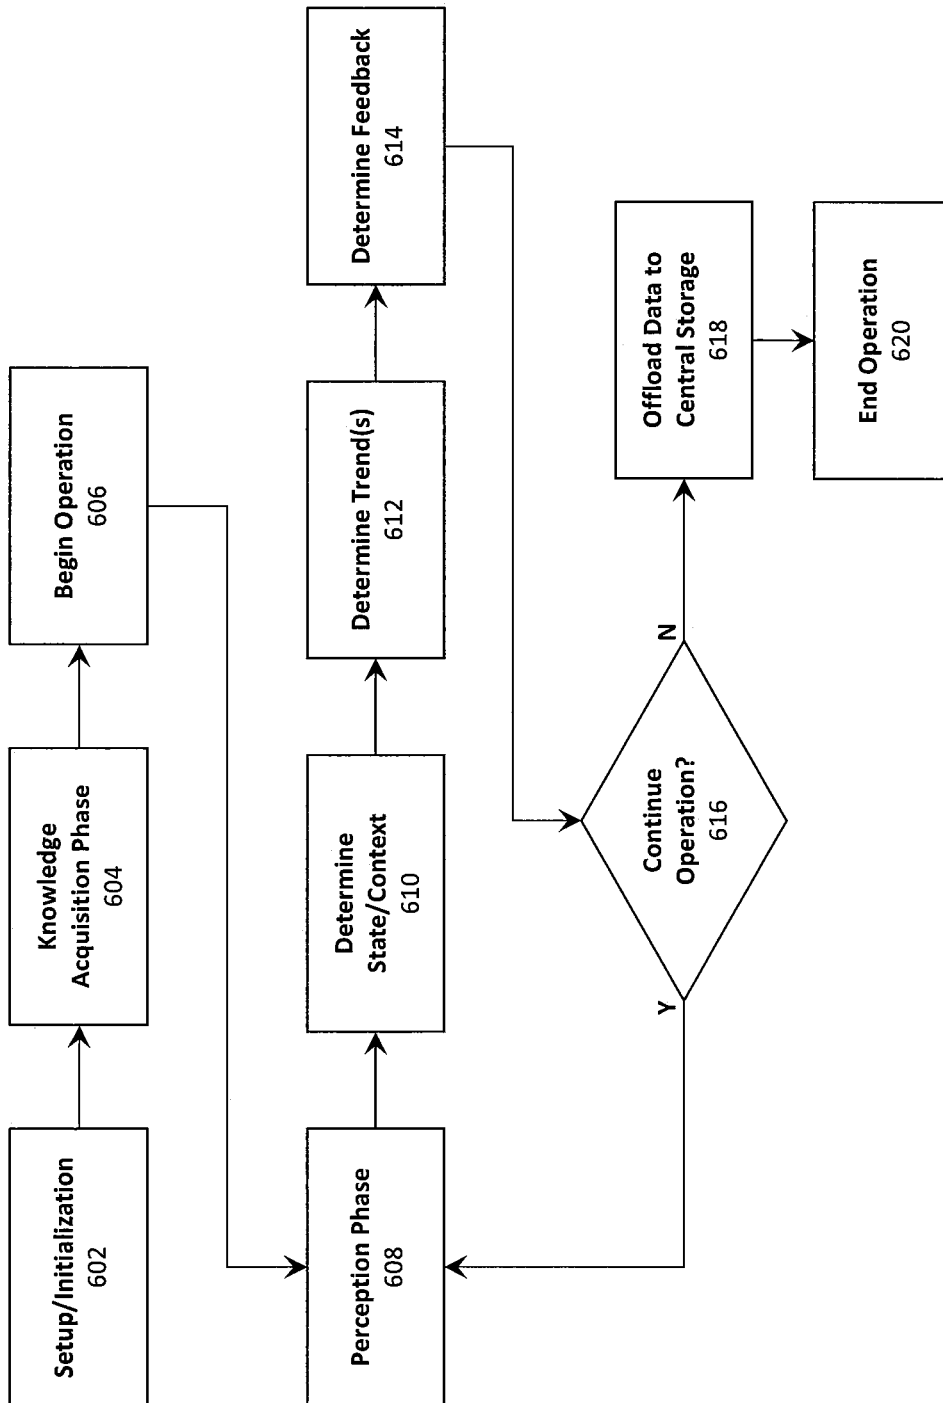 Setup/Initialization
602
Knowledge
Acquisition Phase
604
Begin Operation
606
Perception Phase
608
Determine
State/Context
610
Determine Trend(s)
612
Determine Feedback
614
Y
Continue
Operation?
616
N
Offload Data to
Central Storage
618
End Operation
620